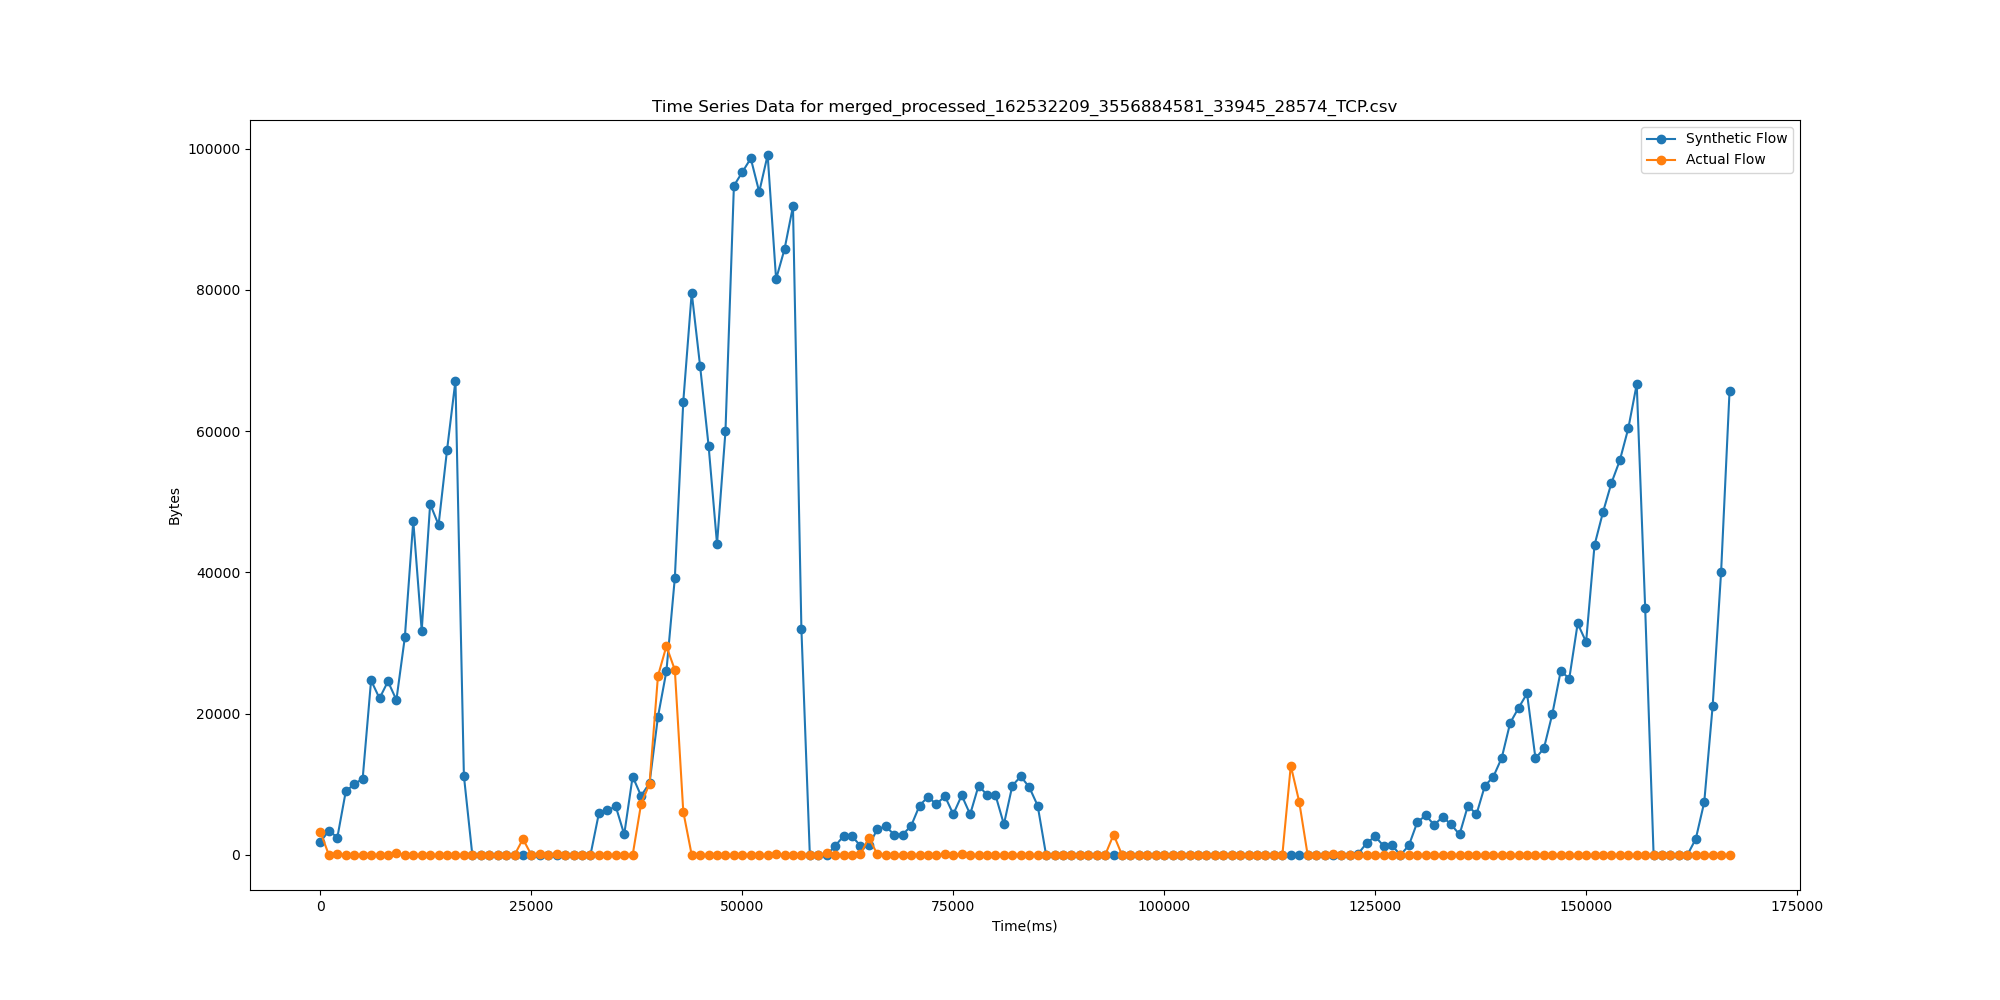 Time Series Data for merged_processed_162532209_3556884581_33945_28574_TCP.csv
Synthetic Flow
Actual Flow
100000
80000
60000
40000
20000
0
Bytes
0 25000 50000 75000 100000 125000 150000 175000
Time(ms)